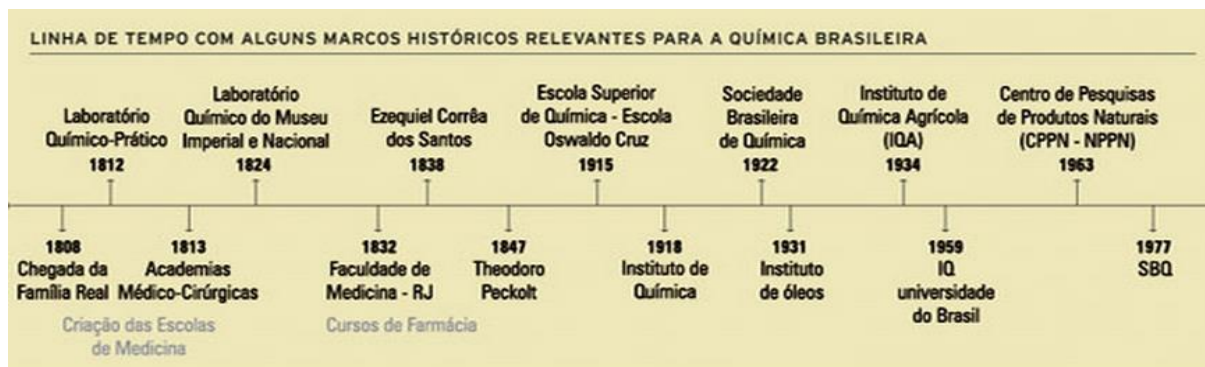 LINHA DE TEMPO COM ALGUNS MARCOS HISTÓRICOS RELEVANTES PARA A QUÍMICA BRASILEIRA
Laboratório
Químico-Prático
1812
Laboratório
Químico do Museu
Imperial e Nacional
1824
Ezequiel Corrêa
dos Santos
1838
Escola Superior
de Química - Escola
Oswaldo Cruz
1915
Sociedade
Brasileira
de Química
1922
Instituto de
Química Agrícola
(IQA)
1934
Centro de Pesquisas
de Produtos Naturais
(CPPN - NPPN)
1963
1808
Chegada da
Família Real
1813
Academias
Médico-Cirúrgicas
Criação das Escolas
de Medicina
1832
Faculdade de
Medicina - RJ
Cursos de Farmácia
1847
Theodoro
Peckolt
1918
Instituto de
Química
1931
Instituto
de óleos
1959
IQ
universidade
do Brasil
1977
SBQ